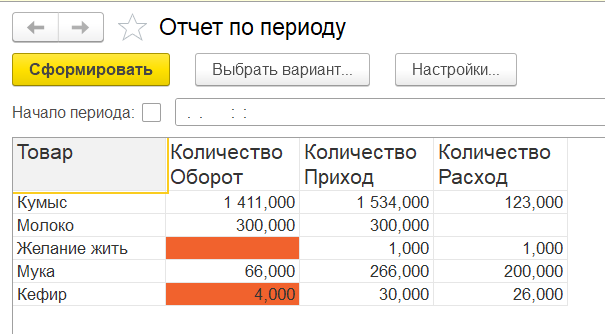 Отчет по периоду
Сформировать Выбрать вариант... Настройки...
Начало периода: . . : :
Товар Количество Оборот Количество Приход Количество Расход
Кумыс 1 411,000 1 534,000 123,000
Молоко 300,000 300,000
Желание жить 1,000 1,000
Мука 66,000 266,000 200,000
Кефир 4,000 30,000 26,000